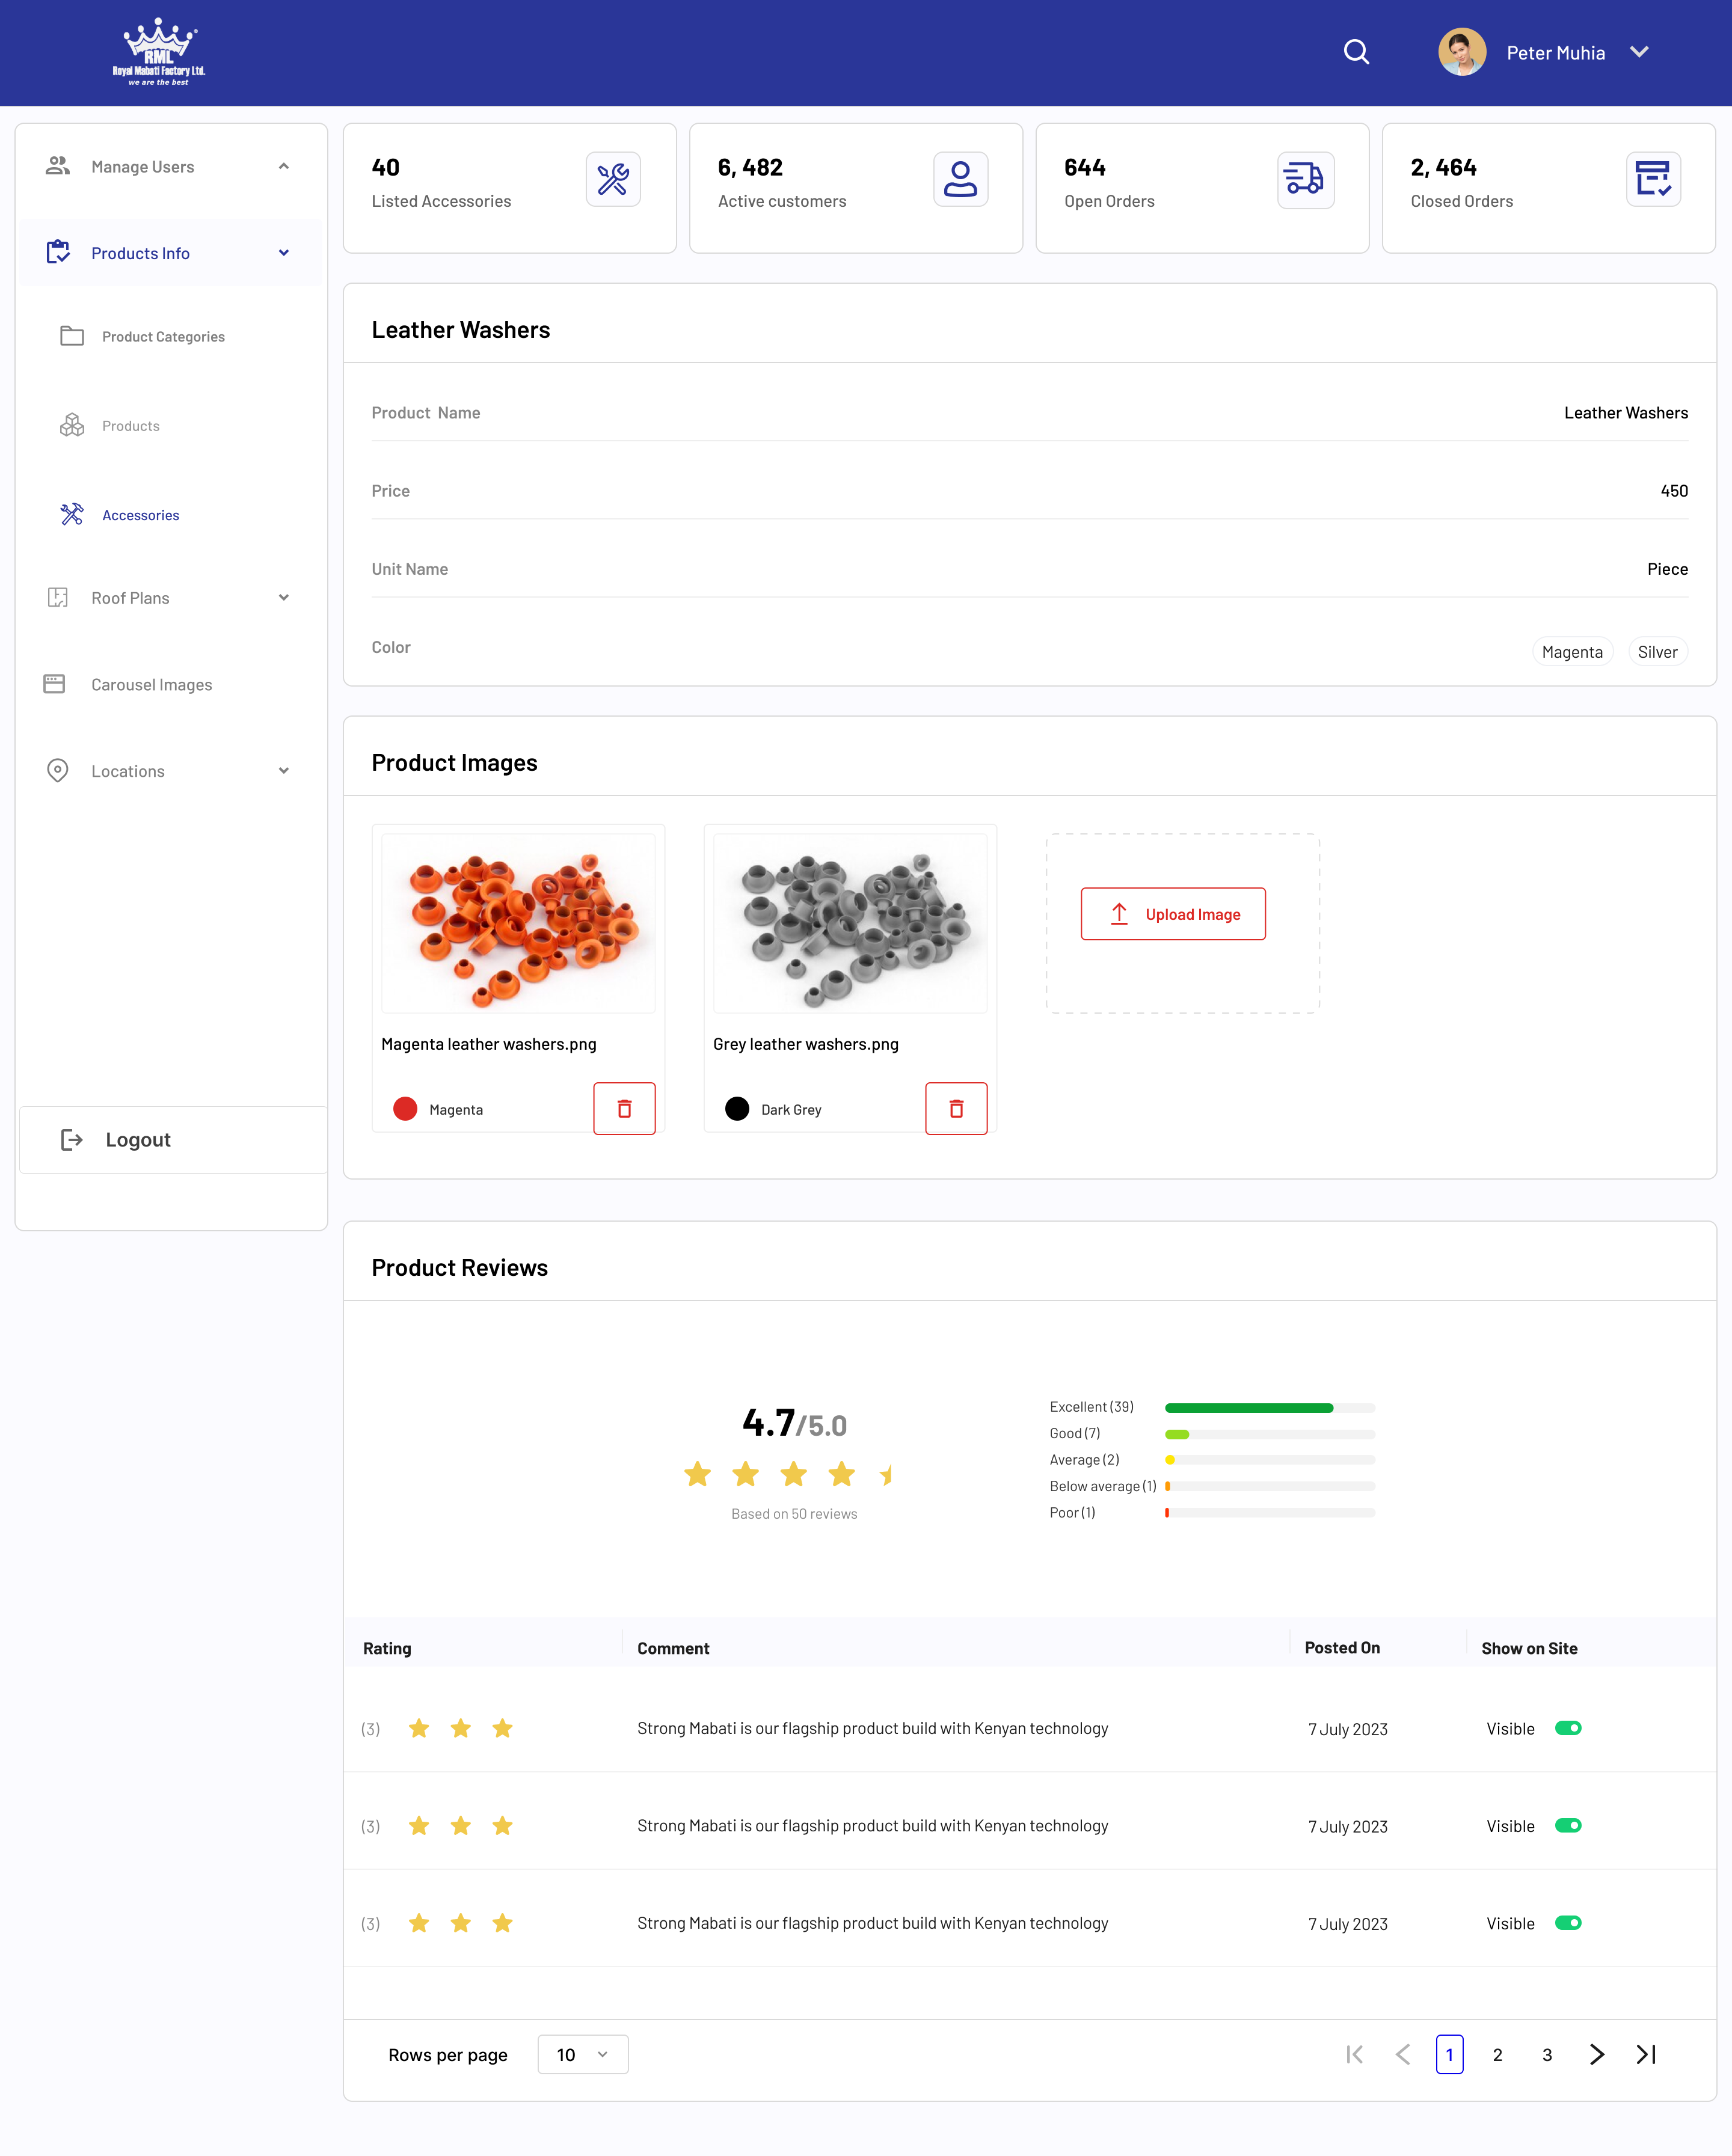 RML
Royal Mabati Factory Ltd.
we are the best
Peter Muhia
Manage Users
Products Info
Product Categories
Products
Accessories
Roof Plans
Carousel Images
Locations
Logout
40
Listed Accessories
6, 482
Active customers
644
Open Orders
2, 464
Closed Orders
Leather Washers
Product Name Leather Washers
Price 450
Unit Name Piece
Color Magenta Silver
Product Images
Upload Image
Magenta leather washers.png
Magenta
Grey leather washers.png
Dark Grey
Product Reviews
4.7/5.0
Based on 50 reviews
Excellent (39)
Good (7)
Average (2)
Below average (1)
Poor (1)
Rating Comment Posted On Show on Site
(3) Strong Mabati is our flagship product build with Kenyan technology 7 July 2023 Visible
(3) Strong Mabati is our flagship product build with Kenyan technology 7 July 2023 Visible
(3) Strong Mabati is our flagship product build with Kenyan technology 7 July 2023 Visible
Rows per page 10 1 2 3